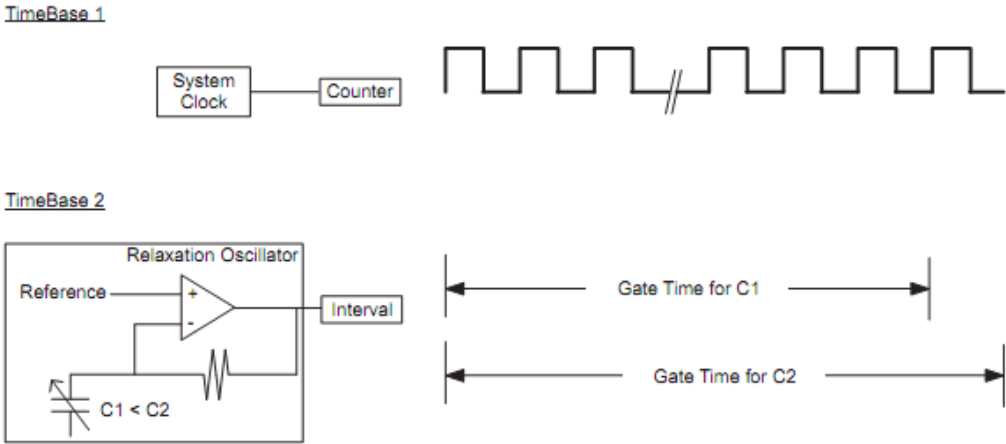 TimeBase 1
System
Clock
Counter
TimeBase 2
Relaxation Oscillator
Reference
+
-
Interval
C1 < C2
Gate Time for C1
Gate Time for C2